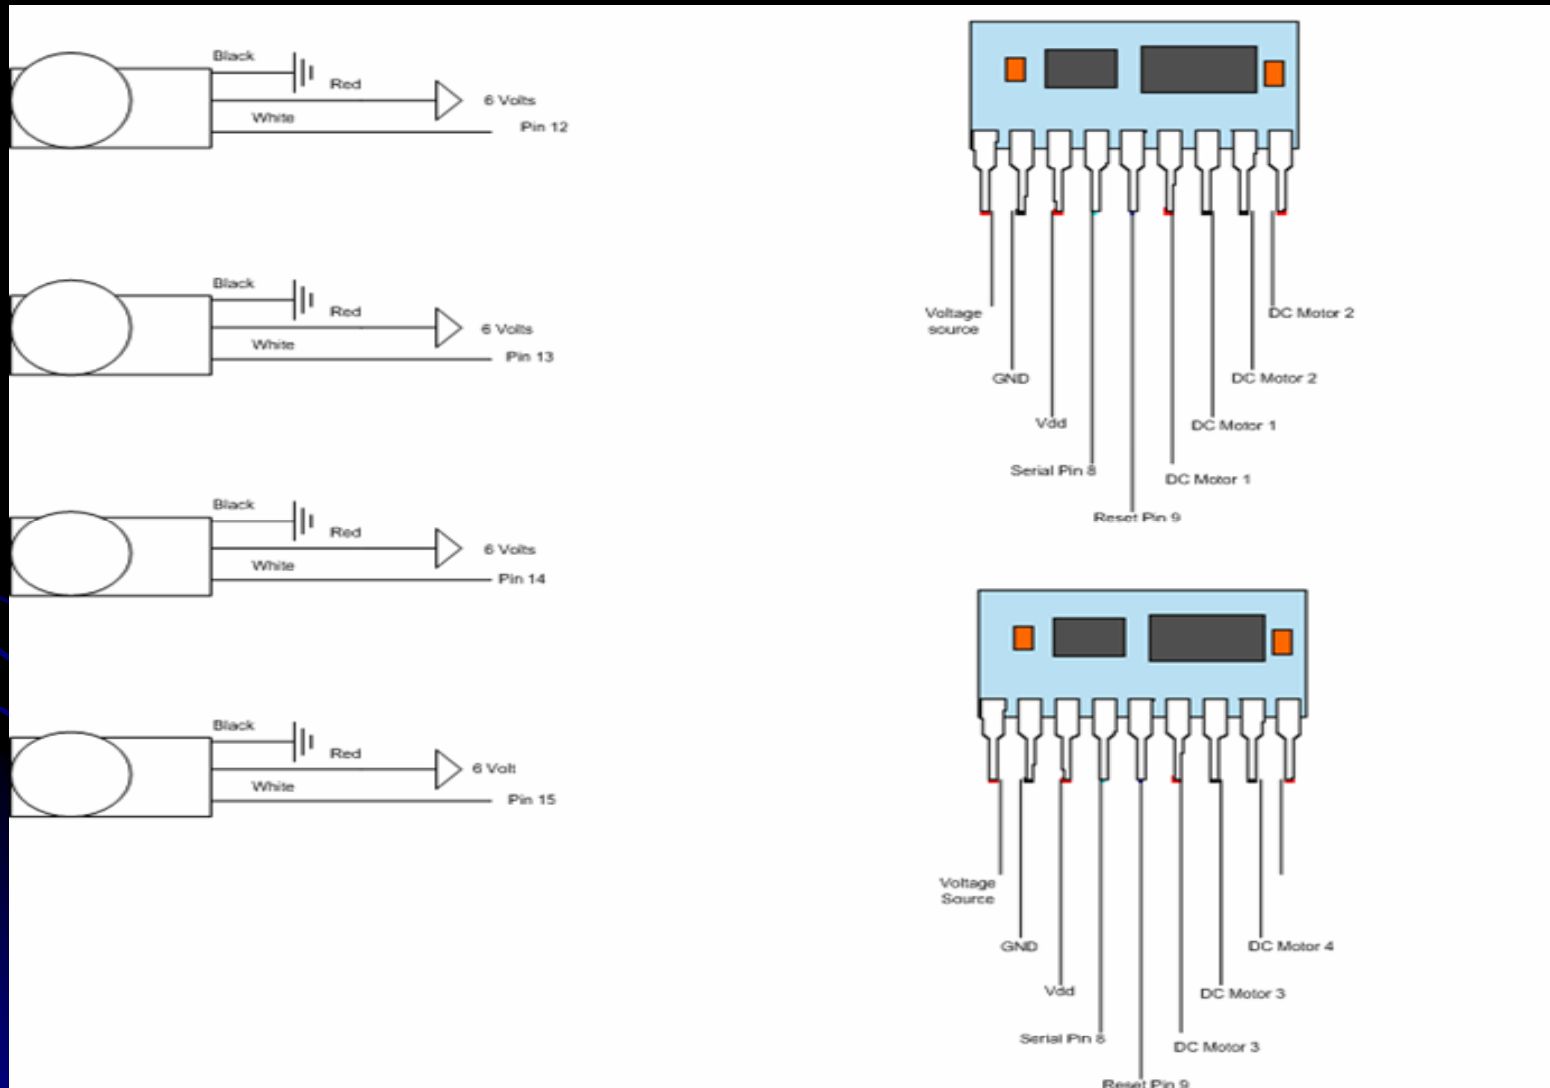 Black
Red
6 Volts
White
Pin 12
Black
Red
6 Volts
White
Pin 13
Black
Red
6 Volts
White
Pin 14
Black
Red
6 Volt
White
Pin 15
Voltage
source
DC Motor 2
GND
DC Motor 2
Vdd
DC Motor 1
Serial Pin 8
DC Motor 1
Reset Pin 9
Voltage
Source
GND
DC Motor 4
Vdd
DC Motor 3
Serial Pin 8
DC Motor 3
Reset Pin 9